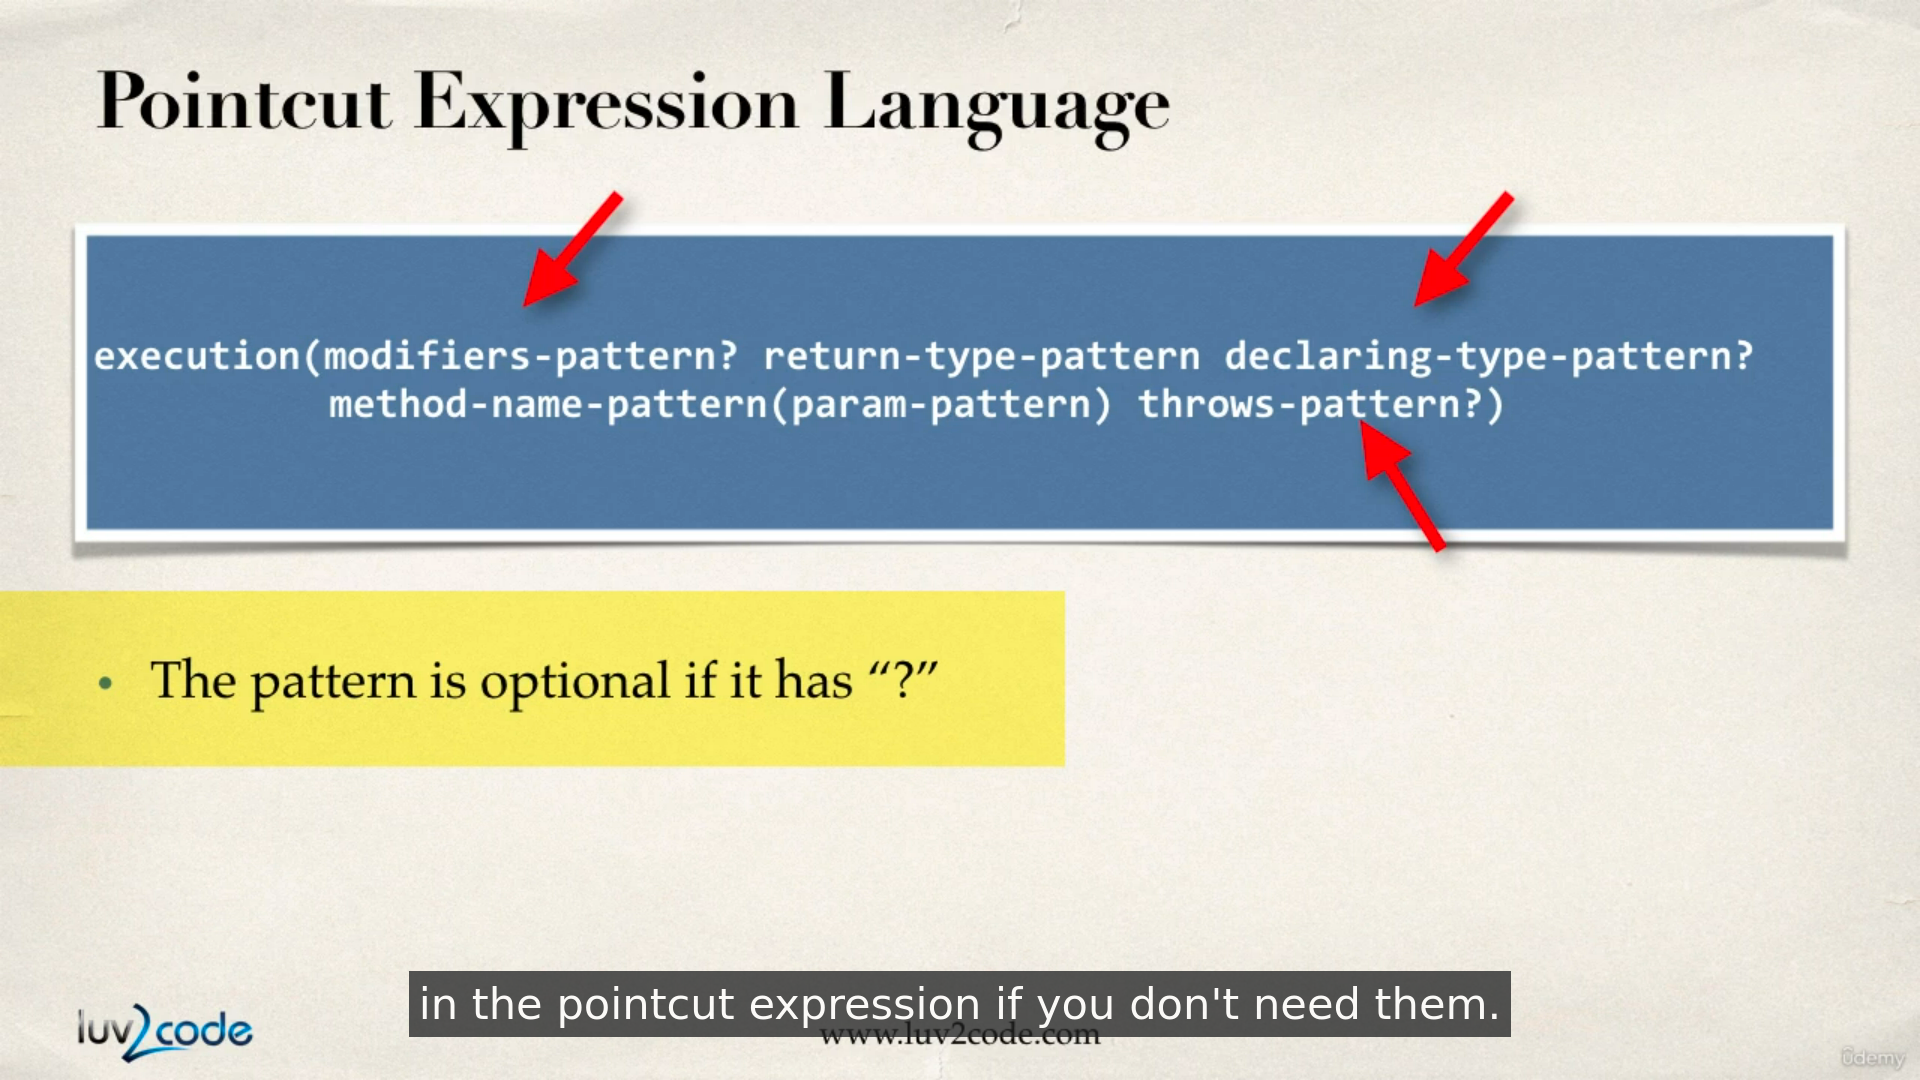 Pointcut Expression Language
execution(modifiers-pattern? return-type-pattern declaring-type-pattern?
method-name-pattern(param-pattern) throws-pattern?)
• The pattern is optional if it has “?”
in the pointcut expression if you don't need them.
luv2code
www.luv2code.com
ûdemy